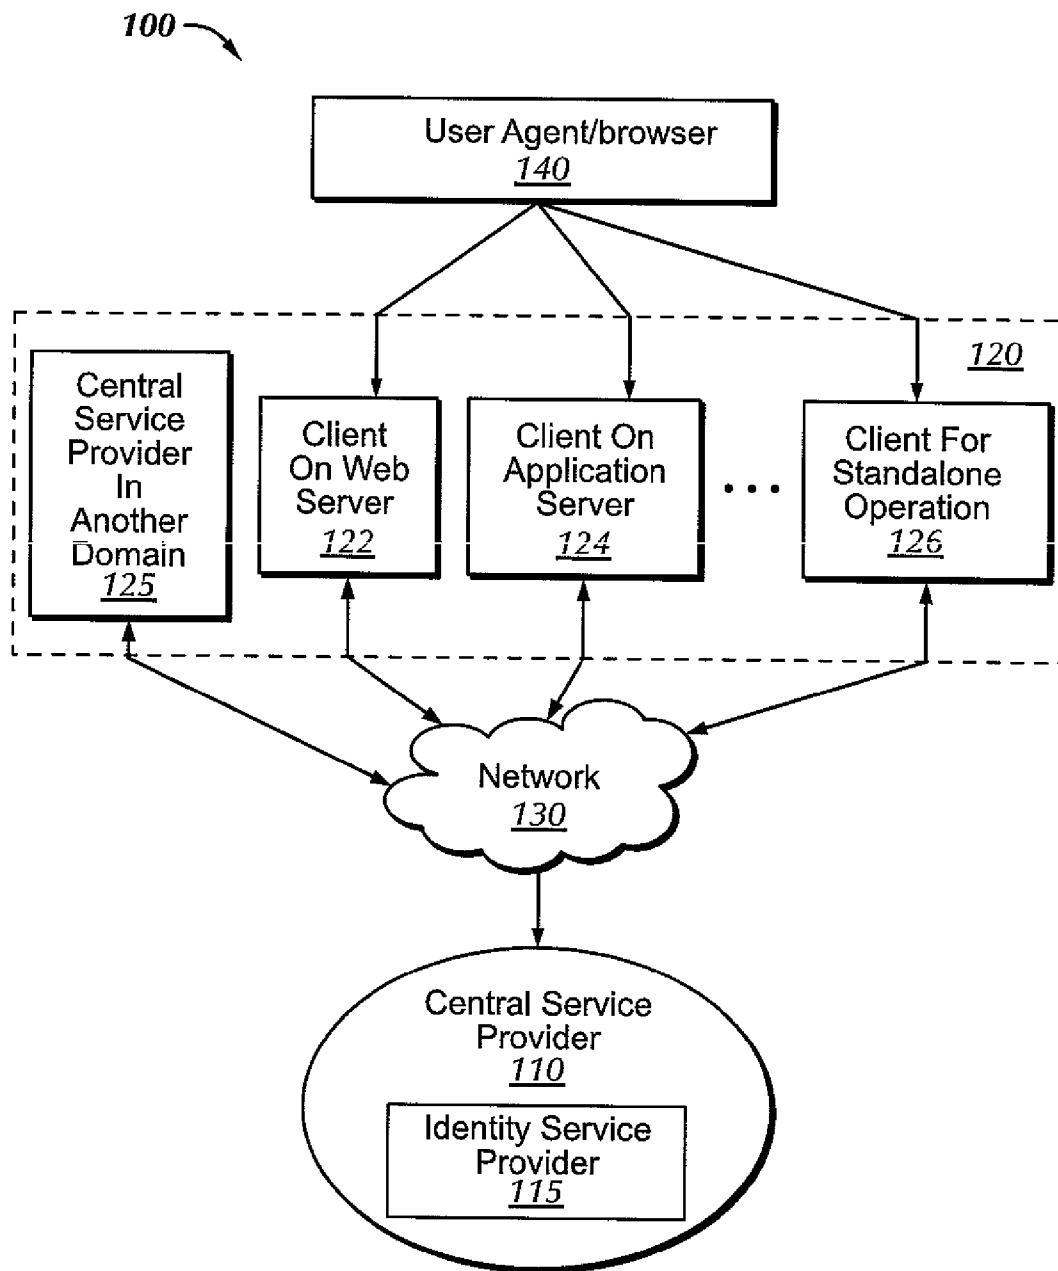 100
User Agent/browser
140
120
Central
Service
Provider
In
Another
Domain
125
Client
On Web
Server
122
Client On
Application
Server
124
...
Client For
Standalone
Operation
126
Network
130
Central Service
Provider
110
Identity Service
Provider
115